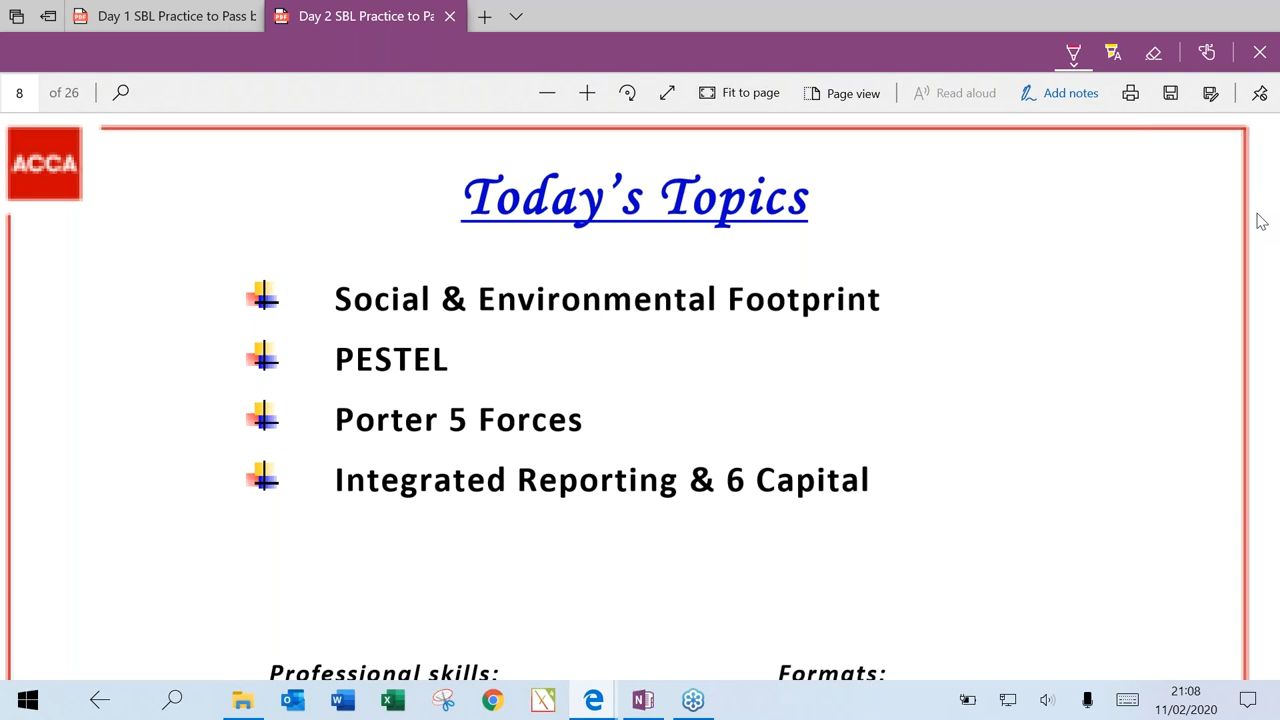 Day 1 SBL Practice to Pass b
Day 2 SBL Practice to Pa
8 of 26
Fit to page
Page view
Read aloud
Add notes
ACCA
Today's Topics
Social & Environmental Footprint
PESTEL
Porter 5 Forces
Integrated Reporting & 6 Capital
Professional skills:
Formats:
21:08
11/02/2020